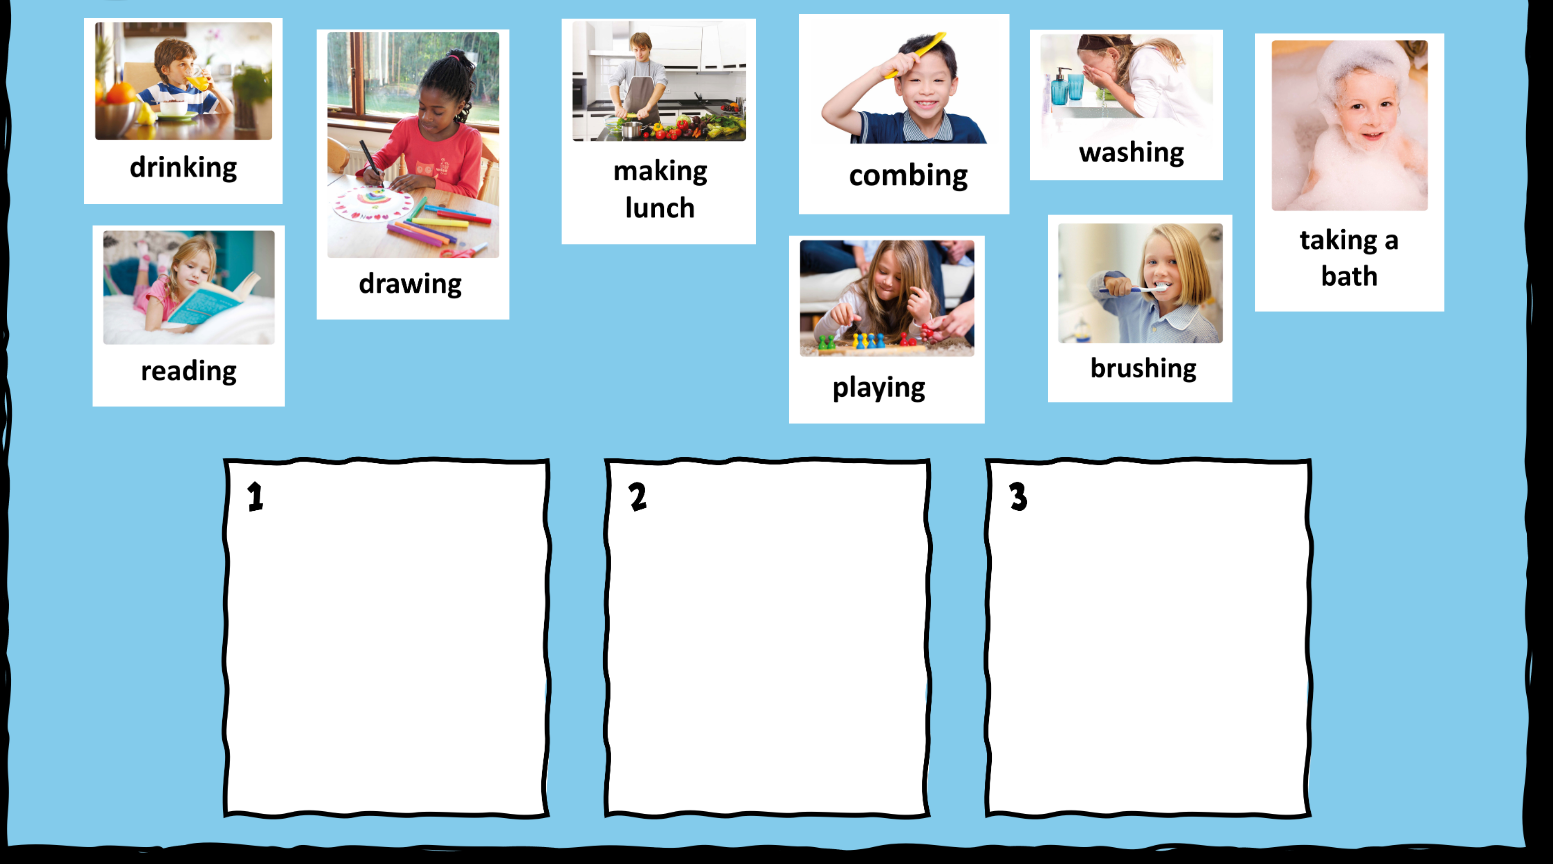 drinking
drawing
making
lunch
combing
washing
taking a
bath
reading
playing
brushing
1
2
3